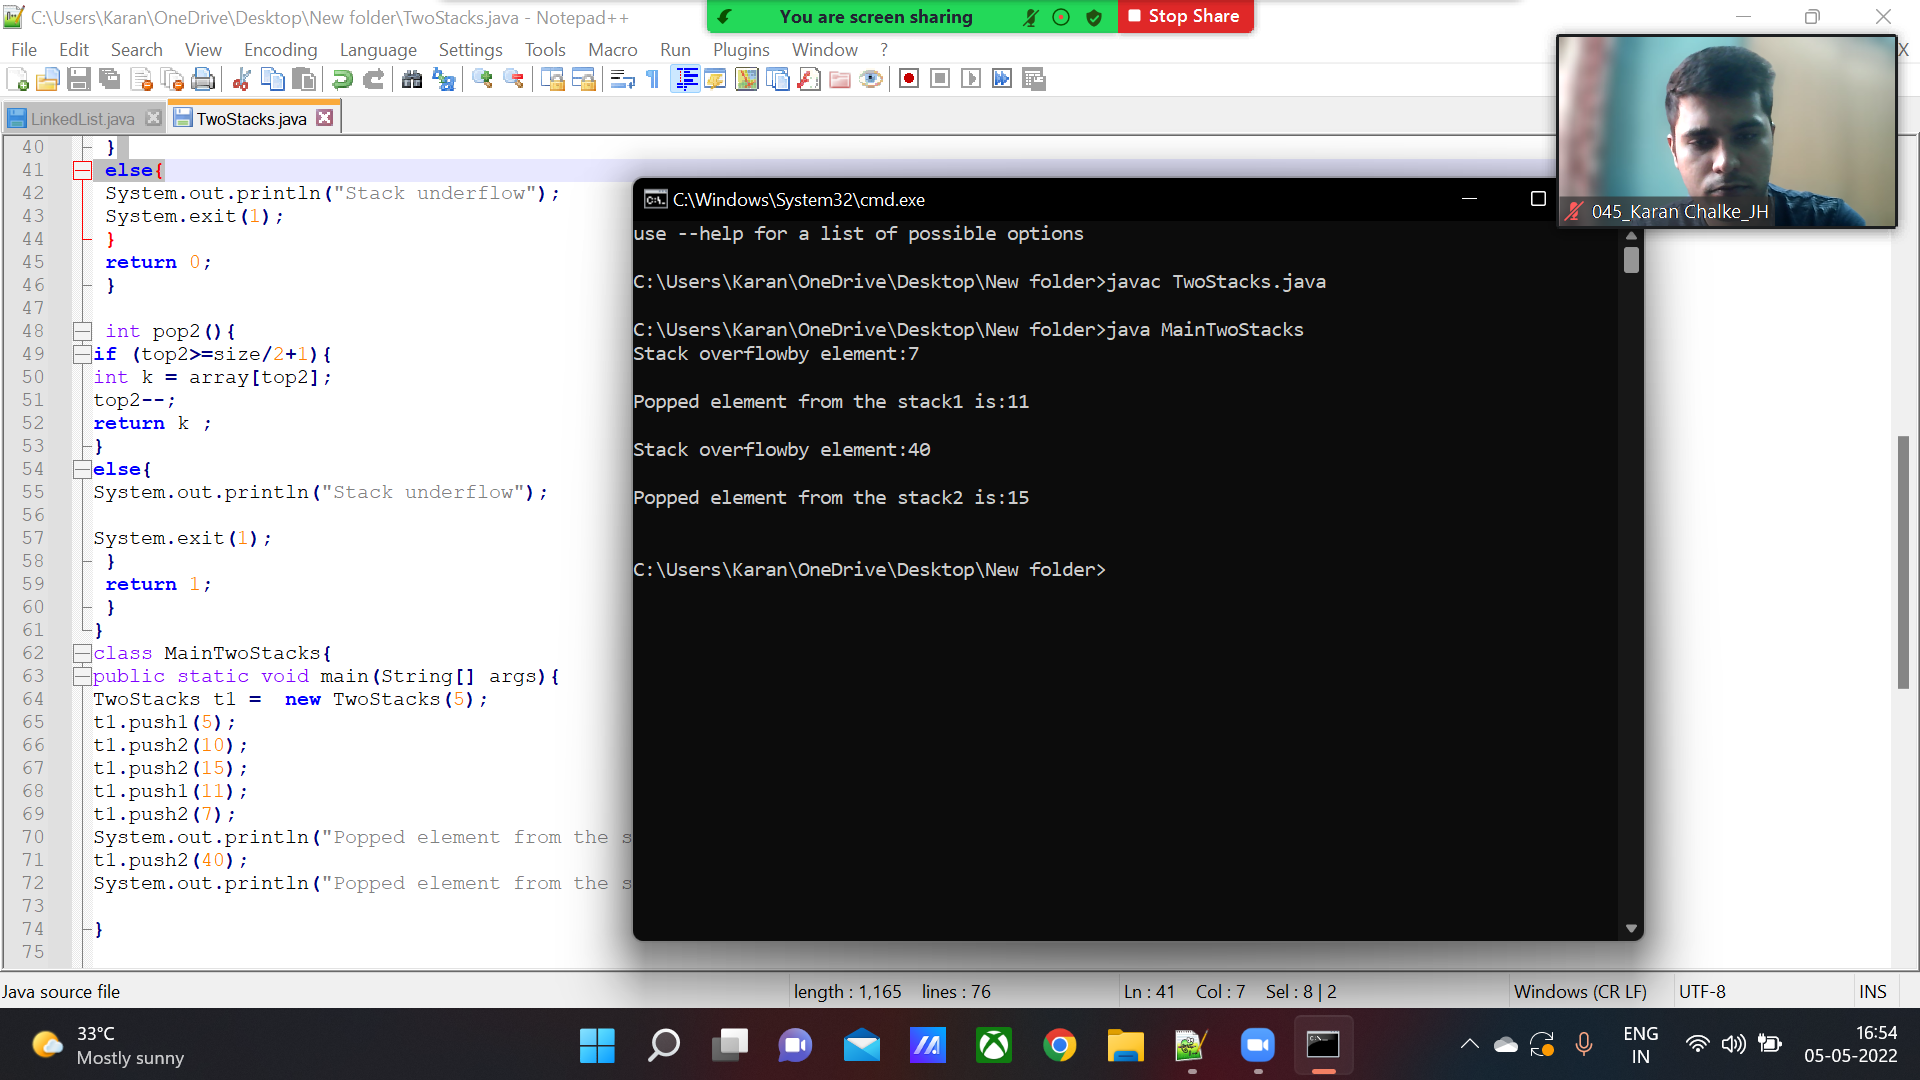 C:\Users\Karan\OneDrive\Desktop\New folder\TwoStacks.java - Notepad++
You are screen sharing
Stop Share
File Edit Search View Encoding Language Settings Tools Macro Run Plugins Window ?
X
LinkedList.java
TwoStacks.java
40 }
41 else{
42 System.out.println("Stack underflow");
43 System.exit(1);
44 }
45 return 0;
46 }
47
48 int pop2(){
49 if (top2>=size/2+1){
50 int k = array[top2];
51 top2--;
52 return k ;
53 }
54 else{
55 System.out.println("Stack underflow");
56
57 System.exit(1);
58 }
59 return 1;
60 }
61 }
62 class MainTwoStacks{
63 public static void main(String[] args){
64 TwoStacks t1 =  new TwoStacks(5);
65 t1.push1(5);
66 t1.push2(10);
67 t1.push2(15);
68 t1.push1(11);
69 t1.push2(7);
70 System.out.println("Popped element from the s
71 t1.push2(40);
72 System.out.println("Popped element from the s
73
74 }
75
C:\Windows\System32\cmd.exe
use --help for a list of possible options
C:\Users\Karan\OneDrive\Desktop\New folder>javac TwoStacks.java
C:\Users\Karan\OneDrive\Desktop\New folder>java MainTwoStacks
Stack overflowby element:7
Popped element from the stack1 is:11
Stack overflowby element:40
Popped element from the stack2 is:15
C:\Users\Karan\OneDrive\Desktop\New folder>
045_Karan Chalke_JH
Java source file
length : 1,165 lines : 76
Ln : 41 Col : 7 Sel : 8 | 2
Windows (CR LF)
UTF-8
INS
33°C
Mostly sunny
ENG
IN
16:54
05-05-2022